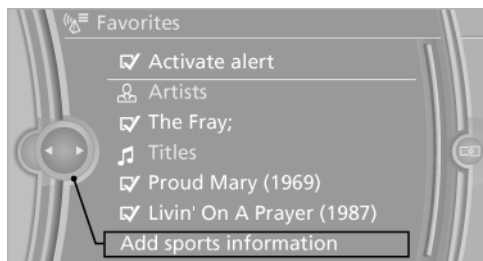 Favorites
Activate alert
Artists
The Fray;
Titles
Proud Mary (1969)
Livin' On A Prayer (1987)
Add sports information